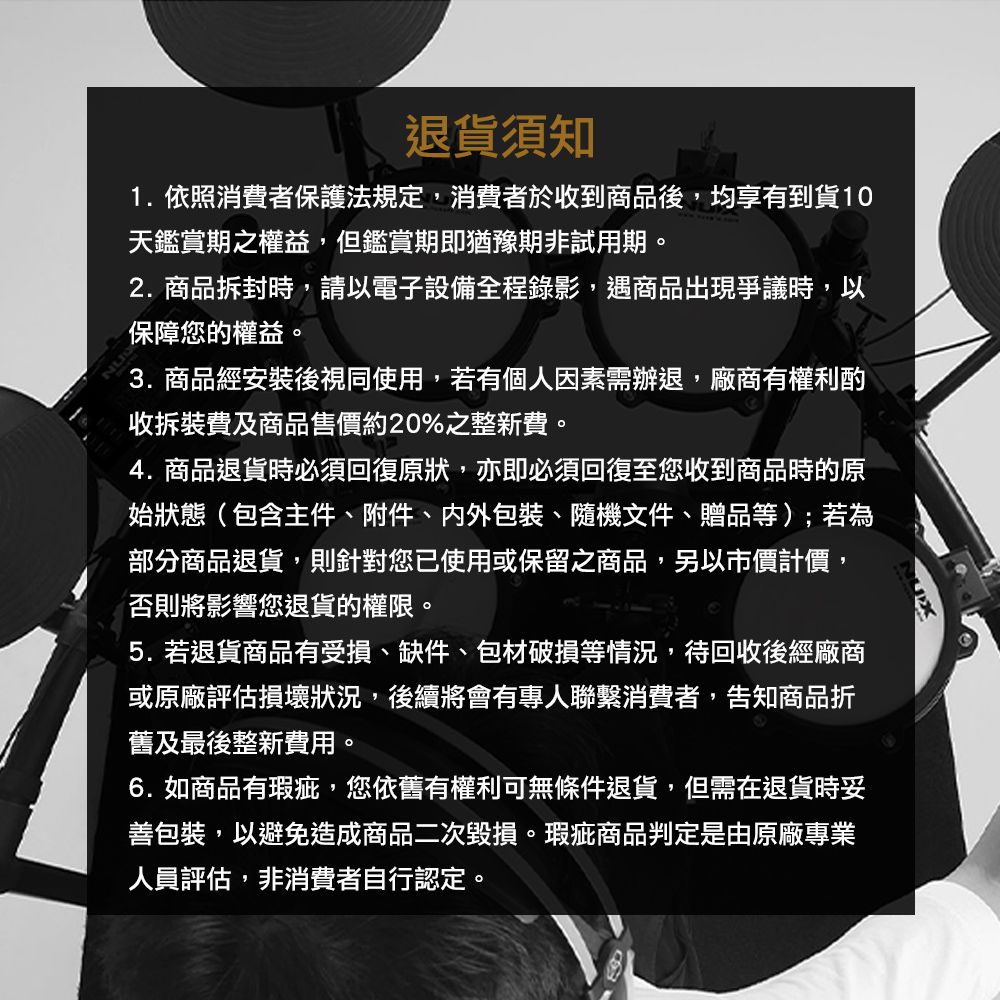 退貨須知
1. 依照消費者保護法規定，消費者於收到商品後，均享有到貨10
天鑑賞期之權益，但鑑賞期即猶豫期非試用期。
2. 商品拆封時，請以電子設備全程錄影，遇商品出現爭議時，以
保障您的權益。
3. 商品經安裝後視同使用，若有個人因素需辦退，廠商有權利酌
收拆裝費及商品售價約20%之整新費。
4. 商品退貨時必須回復原狀，亦即必須回復至您收到商品時的原
始狀態（包含主件、附件、內外包裝、隨機文件、贈品等）; 若為
部分商品退貨，則針對您已使用或保留之商品，另以市價計價，
否則將影響您退貨的權限。
5. 若退貨商品有受損、缺件、包材破損等情況，待回收後經廠商
或原廠評估損壞狀況，後續將會有專人聯繫消費者，告知商品折
舊及最後整新費用。
6. 如商品有瑕疵，您依舊有權利可無條件退貨，但需在退貨時妥
善包裝，以避免造成商品二次毀損。瑕疵商品判定是由原廠專業
人員評估，非消費者自行認定。
NUX
NUX
NUX